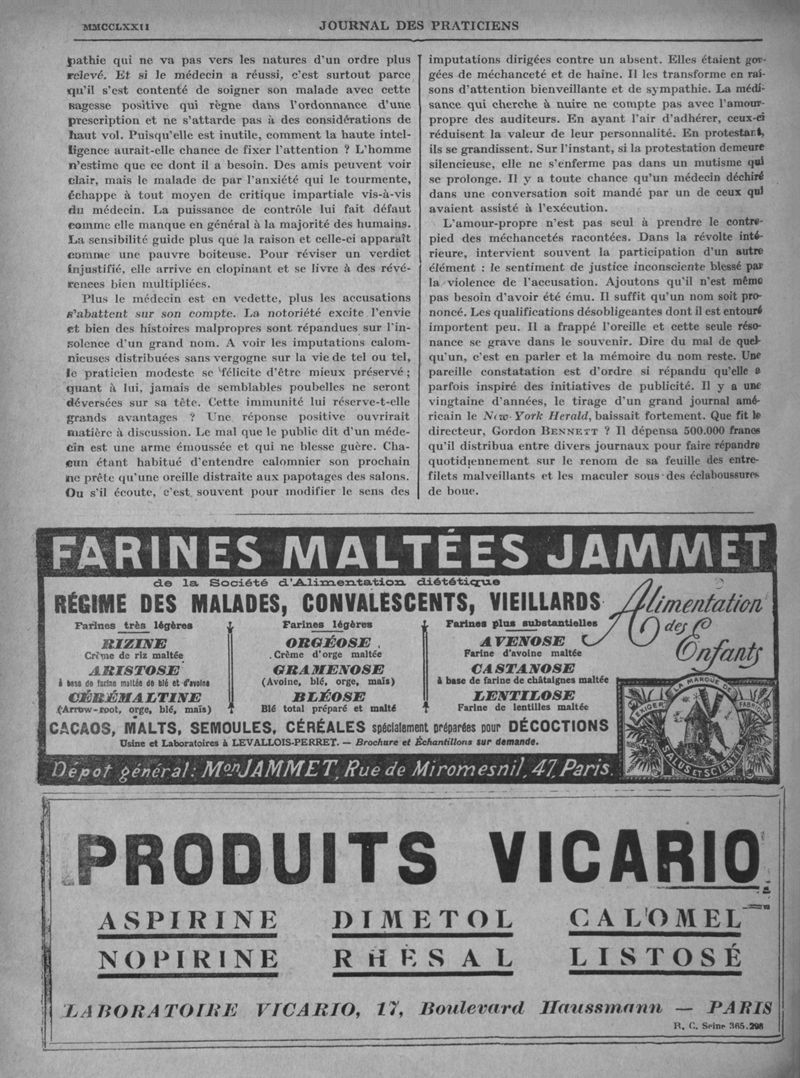 MMCCLXXII
JOURNAL DES PRATICIENS
pathie qui ne va pas vers les natures d'un ordre plus
relevé. Et si le médecin a réussi, c'est surtout parce
qu'il s'est contenté de soigner son malade avec cette
sagesse positive qui règne dans l'ordonnance d'une
prescription et ne s'attarde pas à des considérations de
haut vol. Puisqu'elle est inutile, comment la haute intel-
ligence aurait-elle chance de fixer l'attention ? L'homme
n'estime que ce dont il a besoin. Des amis peuvent voir
clair, mais le malade de par l'anxiété qui le tourmente,
échappe à tout moyen de critique impartiale vis-à-vis
du médecin. La puissance de contrôle lui fait défaut
comme elle manque en général à la majorité des humains.
La sensibilité guide plus que la raison et celle-ci apparaît
comme une pauvre boiteuse. Pour réviser un verdict
injustifié, elle arrive en clopinant et se livre à des révé-
rences bien multipliées.
Plus le médecin est en vedette, plus les accusations
s'abattent sur son compte. La notoriété excite l'envie
et bien des histoires malpropres sont répandues sur l'in-
solence d'un grand nom. A voir les imputations calom-
nieuses distribuées sans vergogne sur la vie de tel ou tel,
le praticien modeste se félicite d'être mieux préservé ;
quant à lui, jamais de semblables poubelles ne seront
déversées sur sa tête. Cette immunité lui réserve-t-elle
grands avantages ? Une réponse positive ouvrirait
matière à discussion. Le mal que le public dit d'un méde-
cin est une arme émoussée et qui ne blesse guère. Cha-
cun étant habitué d'entendre calomnier son prochain
ne prête qu'une oreille distraite aux papotages des salons.
Ou s'il écoute, c'est souvent pour modifier le sens des
imputations dirigées contre un absent. Elles étaient gor-
gées de méchanceté et de haine. Il les transforme en rai-
sons d'attention bienveillante et de sympathie. La médi-
sance qui cherche à nuire ne compte pas avec l'amour-
propre des auditeurs. En ayant l'air d'adhérer, ceux-ci
réduisent la valeur de leur personnalité. En protestant,
ils se grandissent. Sur l'instant, si la protestation demeure
silencieuse, elle ne s'enferme pas dans un mutisme qui
se prolonge. Il y a toute chance qu'un médecin déchiré
dans une conversation soit mandé par un de ceux qui
avaient assisté à l'exécution.
L'amour-propre n'est pas seul à prendre le contre-
pied des méchancetés racontées. Dans la révolte inté-
rieure, intervient souvent la participation d'un autre
élément : le sentiment de justice inconsciente blessé par
la violence de l'accusation. Ajoutons qu'il n'est même
pas besoin d'avoir été ému. Il suffit qu'un nom soit pro-
noncé. Les qualifications désobligeantes dont il est entouré
importent peu. Il a frappé l'oreille et cette seule réso-
nance se grave dans le souvenir. Dire du mal de quel-
qu'un, c'est en parler et la mémoire du nom reste. Une
pareille constatation est d'ordre si répandu qu'elle a
parfois inspiré des initiatives de publicité. Il y a une
vingtaine d'années, le tirage d'un grand journal amé-
ricain le New-York Herald, baissait fortement. Que fit le
directeur, Gordon BENNETT ? Il dépensa 500.000 francs
qu'il distribua entre divers journaux pour faire répandre
quotidiennement sur le renom de sa feuille des entre-
filets malveillants et les maculer sous des éclaboussures
de boue.
FARINES MALTÉES JAMMET
de la Société d'Alimentation diététique
RÉGIME DES MALADES, CONVALESCENTS, VIEILLARDS
Alimentation
des
Enfants
Farines très légères
RIZINE
Crème de riz maltée
ARISTOSE
à base de farine maltée de blé et d'avoine
CÉRÉMALTINE
(Arrow-root, orge, blé, maïs)
Farines légères
ORGÉOSE
Crème d'orge maltée
GRAMENOSE
(Avoine, blé, orge, maïs)
BLÉOSE
Blé total préparé et malté
Farines plus substantielles
AVENOSE
Farine d'avoine maltée
CASTANOSE
à base de farine de châtaignes maltée
LENTILOSE
Farine de lentilles maltée
CACAOS, MALTS, SEMOULES, CÉRÉALES spécialement préparées pour DÉCOCTIONS
Usine et Laboratoires à LEVALLOIS-PERRET. — Brochure et Échantillons sur demande.
EXIGER LA MARQUE DE FABRIQUE
SALUS ET SCIENTIA
Dépot général: Mon JAMMET, Rue de Miromesnil, 47, Paris.
PRODUITS VICARIO
ASPIRINE DIMETOL CALOMEL
NOPIRINE RHÉSAL LISTOSÉ
LABORATOIRE VICARIO, 17, Boulevard Haussmann — PARIS
R. C. Seine 365.298